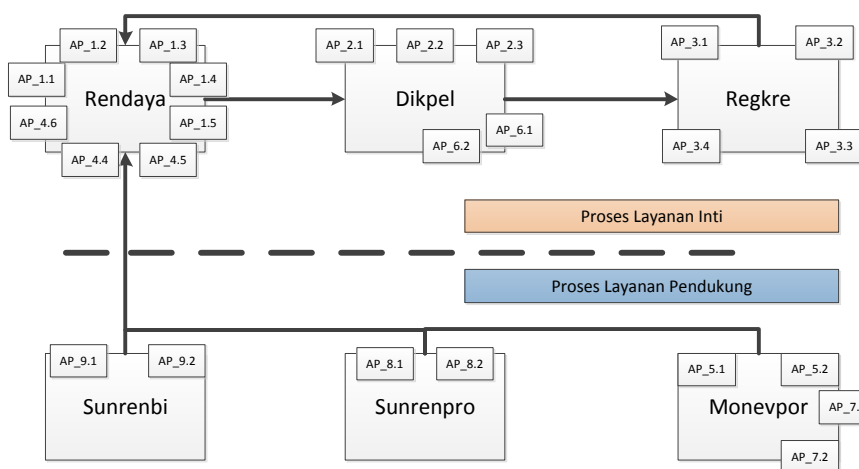 AP_1.2
AP_1.3
AP_1.1
AP_1.4
Rendaya
AP_4.6
AP_1.5
AP_4.4
AP_4.5
AP_2.1
AP_2.2
AP_2.3
Dikpel
AP_6.1
AP_6.2
AP_3.1
AP_3.2
Regkre
AP_3.4
AP_3.3
Proses Layanan Inti
Proses Layanan Pendukung
AP_9.1
AP_9.2
Sunrenbi
AP_8.1
AP_8.2
Sunrenpro
AP_5.1
AP_5.2
Monevpor
AP_7.
AP_7.2